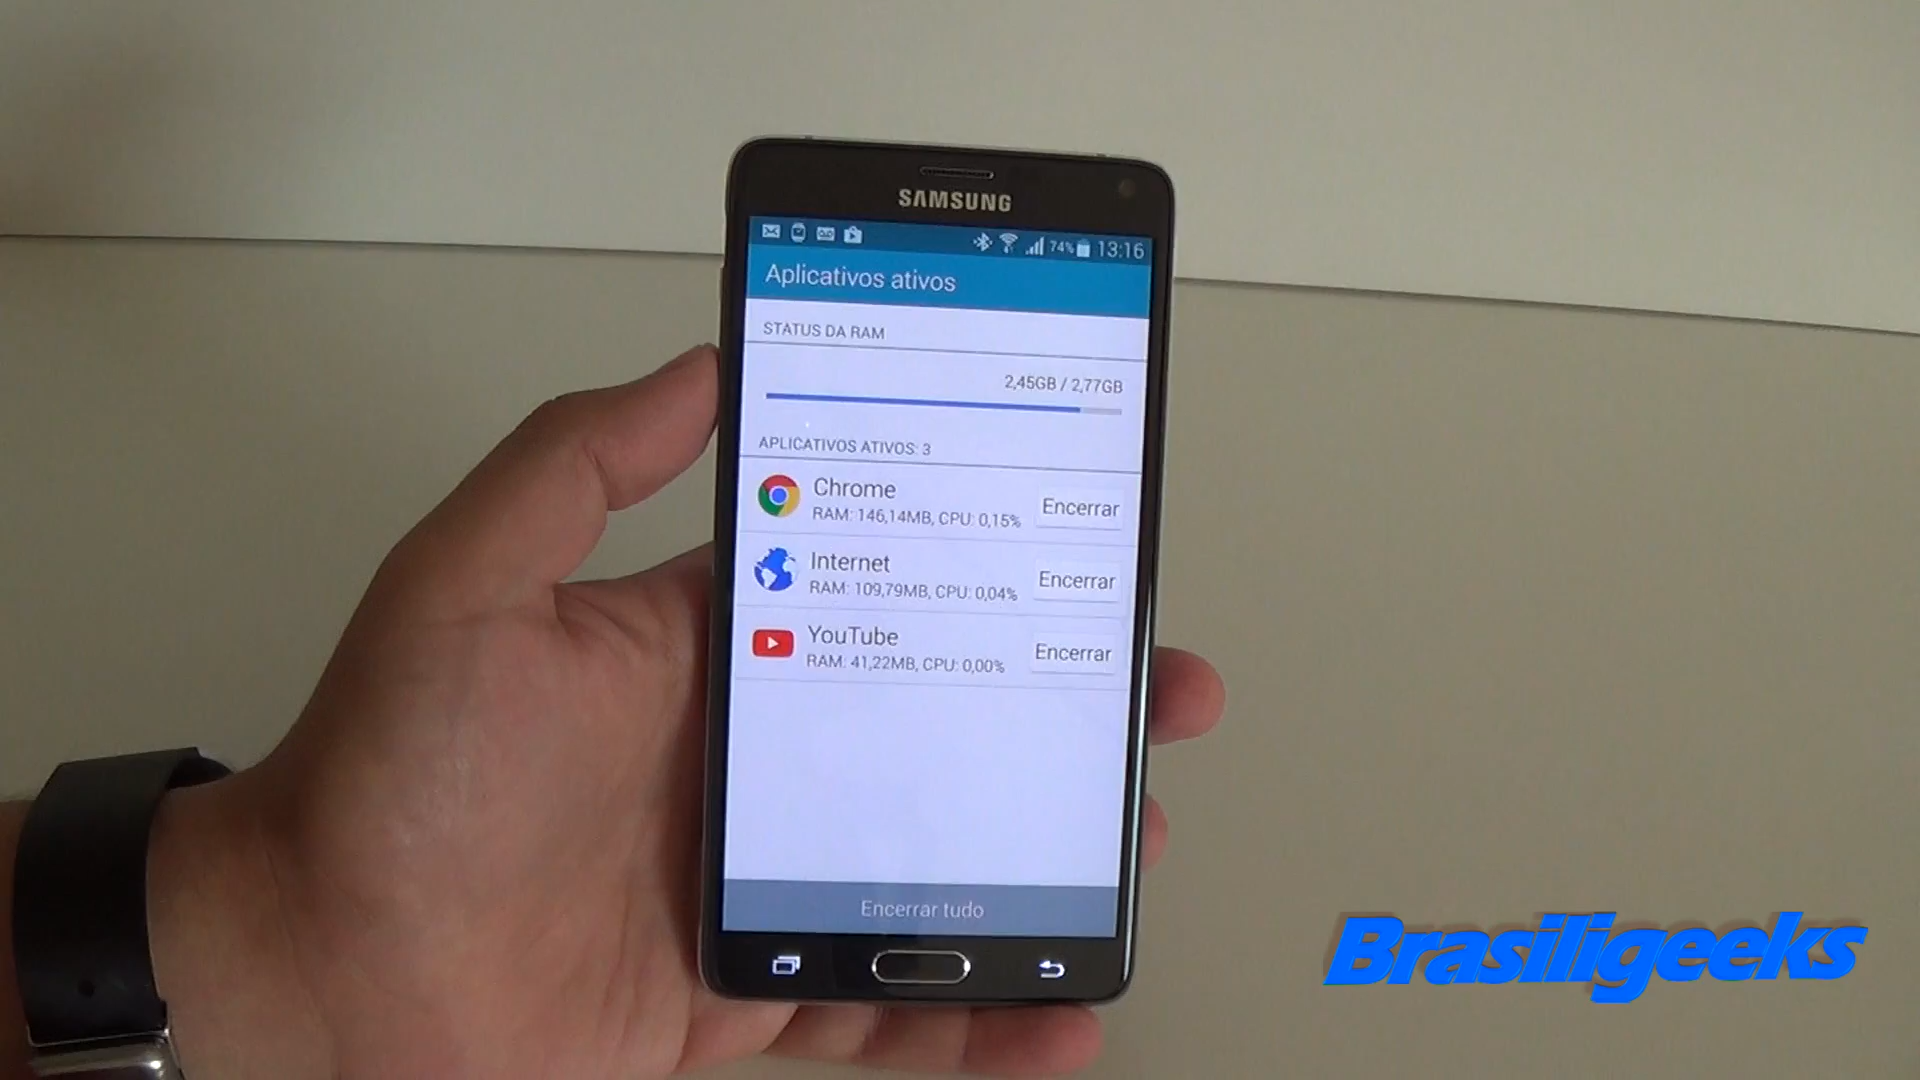 SAMSUNG
74% 13:16
Aplicativos ativos
STATUS DA RAM
2,45GB / 2,77GB
APLICATIVOS ATIVOS: 3
Chrome
RAM: 146,14MB, CPU: 0,15%
Encerrar
Internet
RAM: 109,79MB, CPU: 0,04%
Encerrar
YouTube
RAM: 41,22MB, CPU: 0,00%
Encerrar
Encerrar tudo
Brasiligeeks